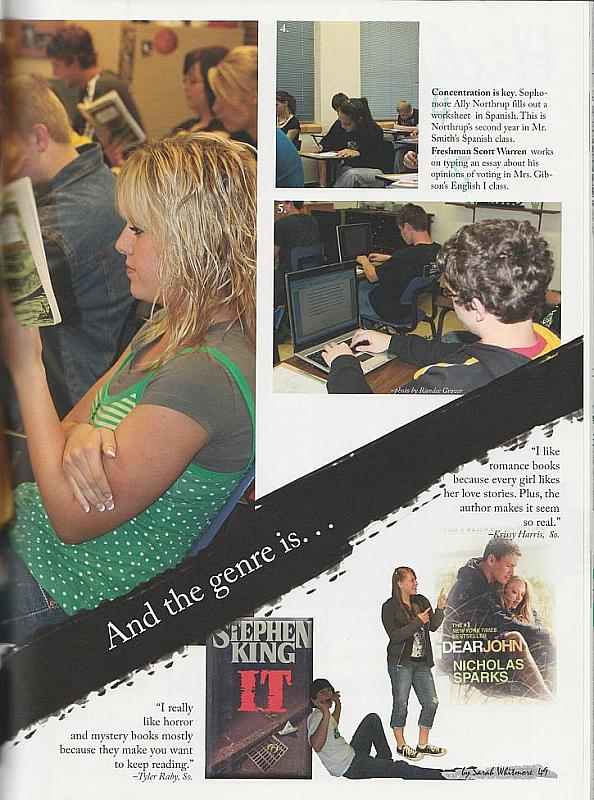 4.
Concentration is key. Sopho-
more Ally Northrup fills out a
worksheet in Spanish. This is
Northrup's second year in Mr.
Smith's Spanish class.
Freshman Scott Warren works
on typing an essay about his
opinions of voting in Mrs. Gib-
son's English I class.
5.
-photo by Randee Grover
"I like
romance books
because every girl likes
her love stories. Plus, the
author makes it seem
so real."
-Krissy Harris, So.
And the genre is. . .
NOW A MAJOR MOTION
THE #1
NEW YORK TIMES
BESTSELLER
DEAR JOHN
NICHOLAS
SPARKS
STEPHEN
KING
IT
"I really
like horror
and mystery books mostly
because they make you want
to keep reading."
-Tyler Raby, So.
by Sarah Whitmore 49